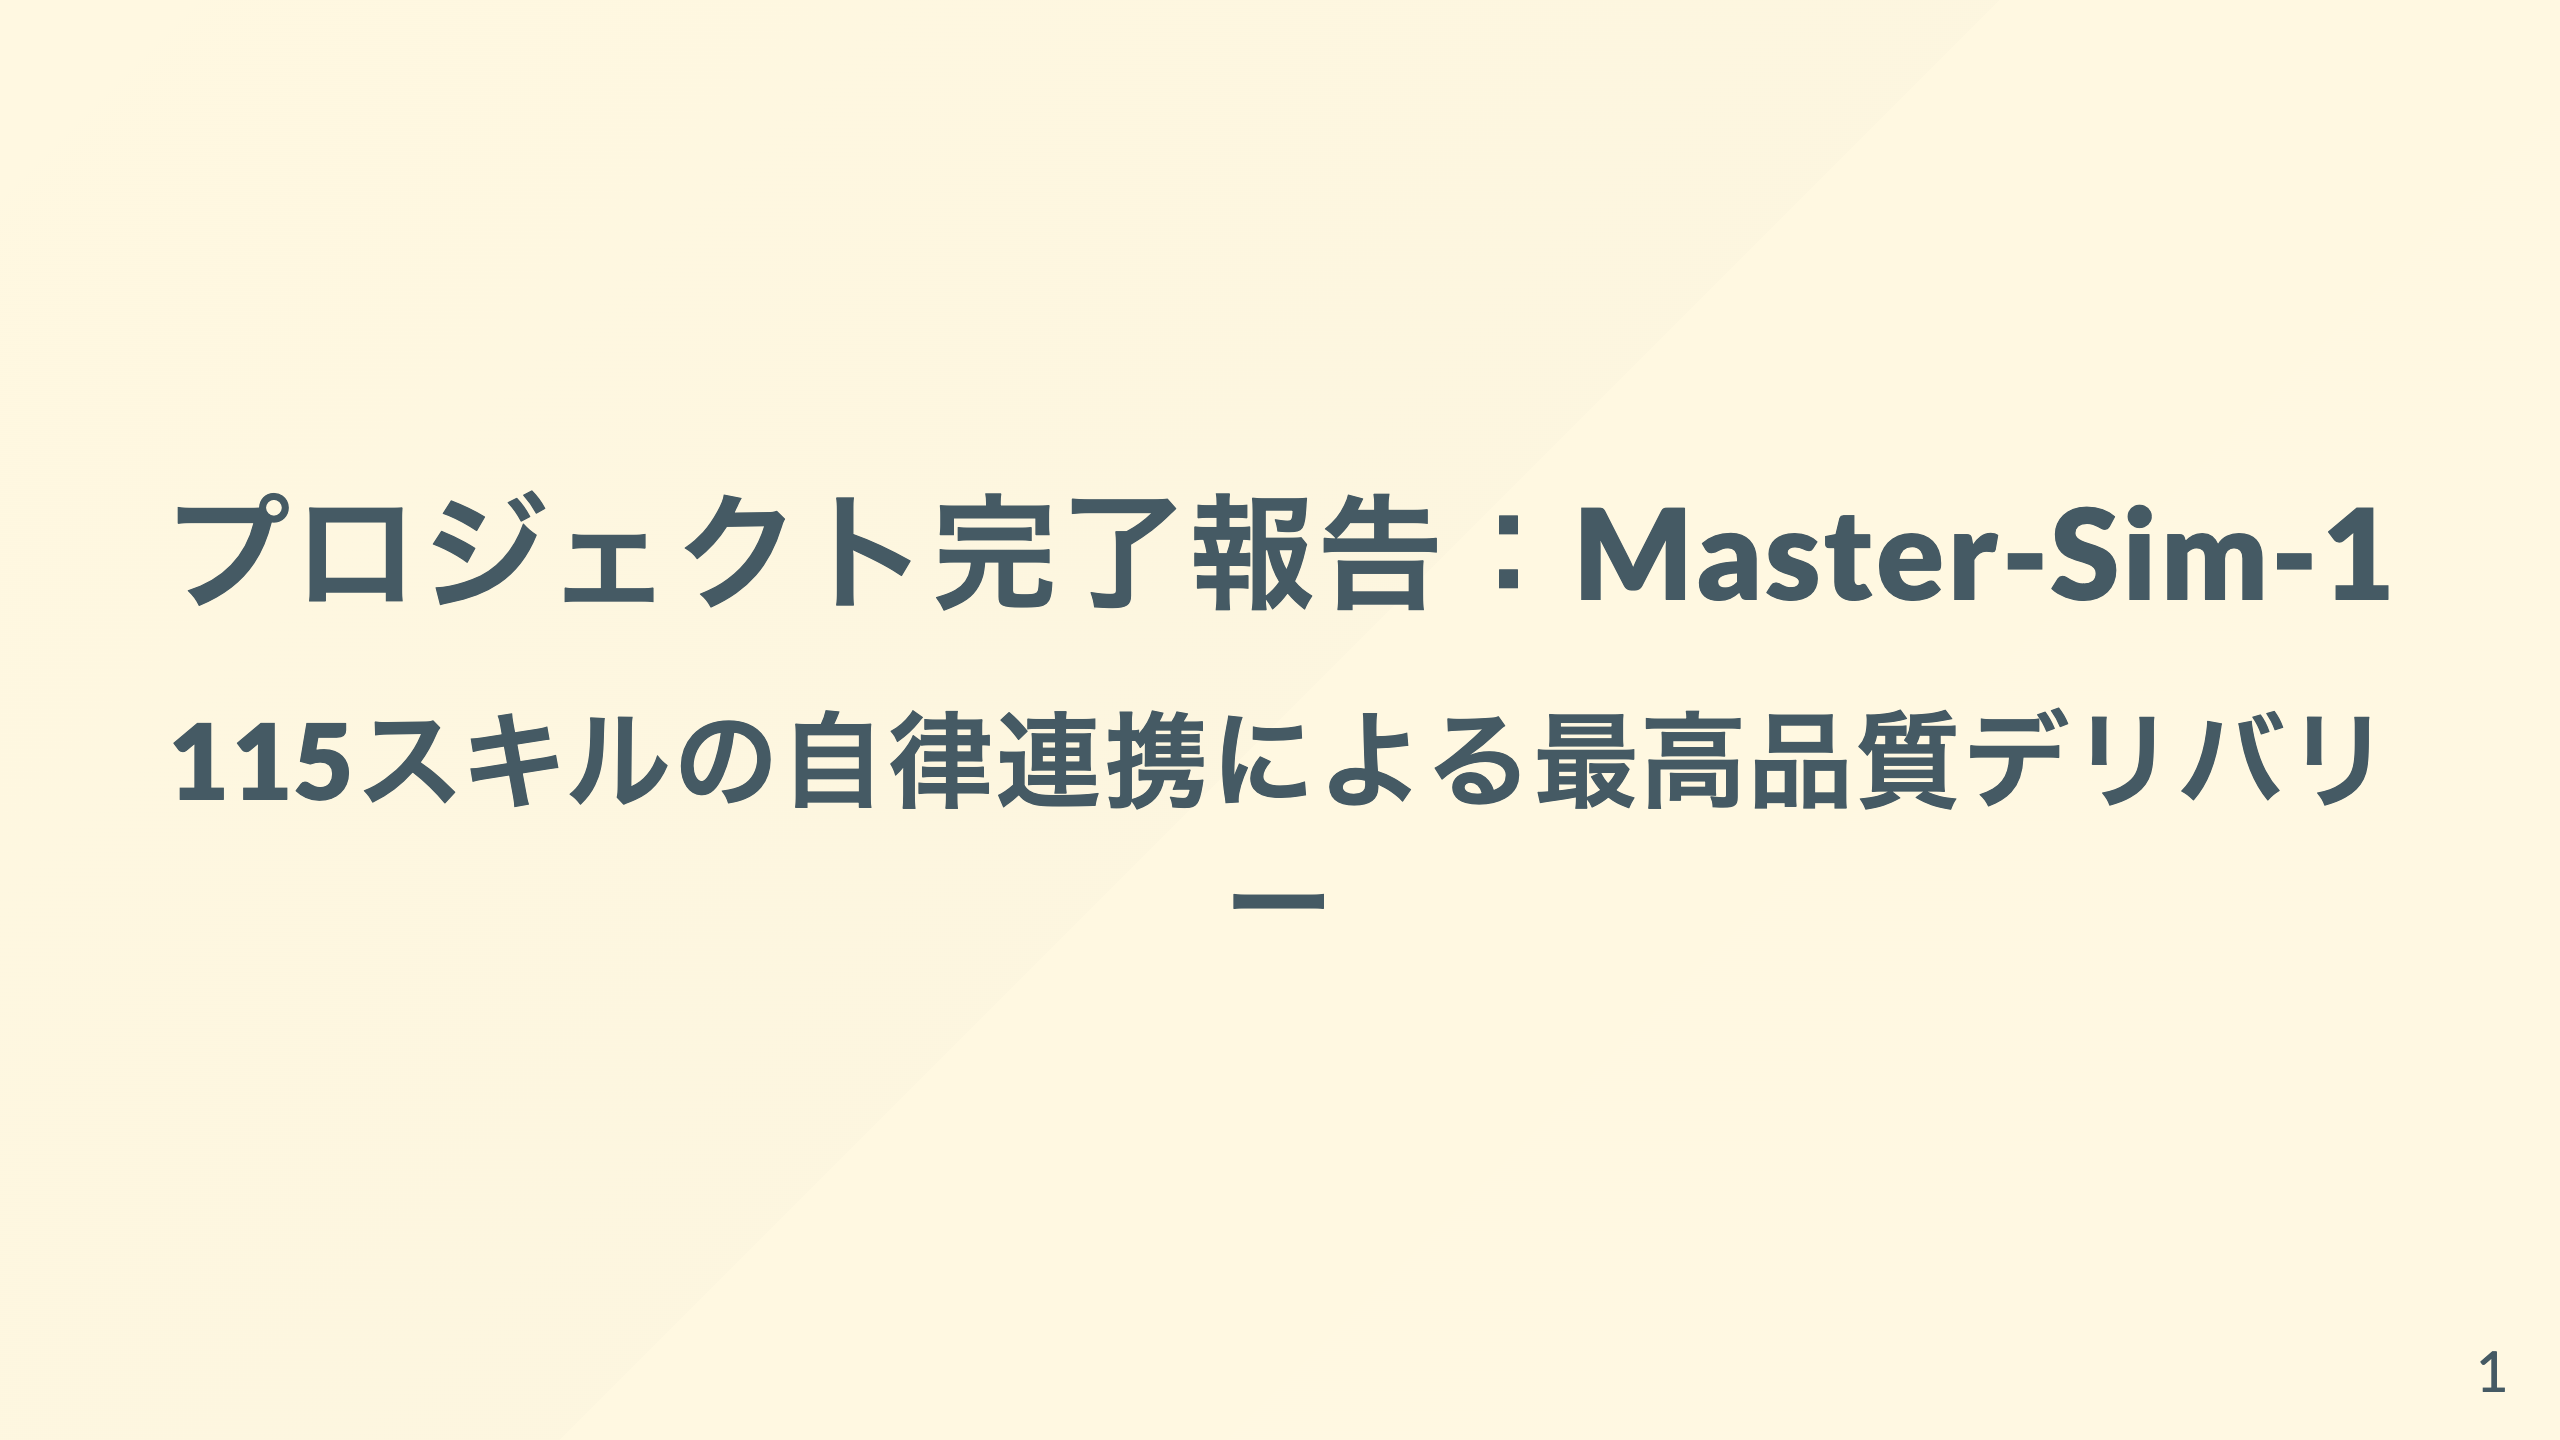 プロジェクト完了報告：Master-Sim-1
115スキルの自律連携による最高品質デリバリ
ー
1